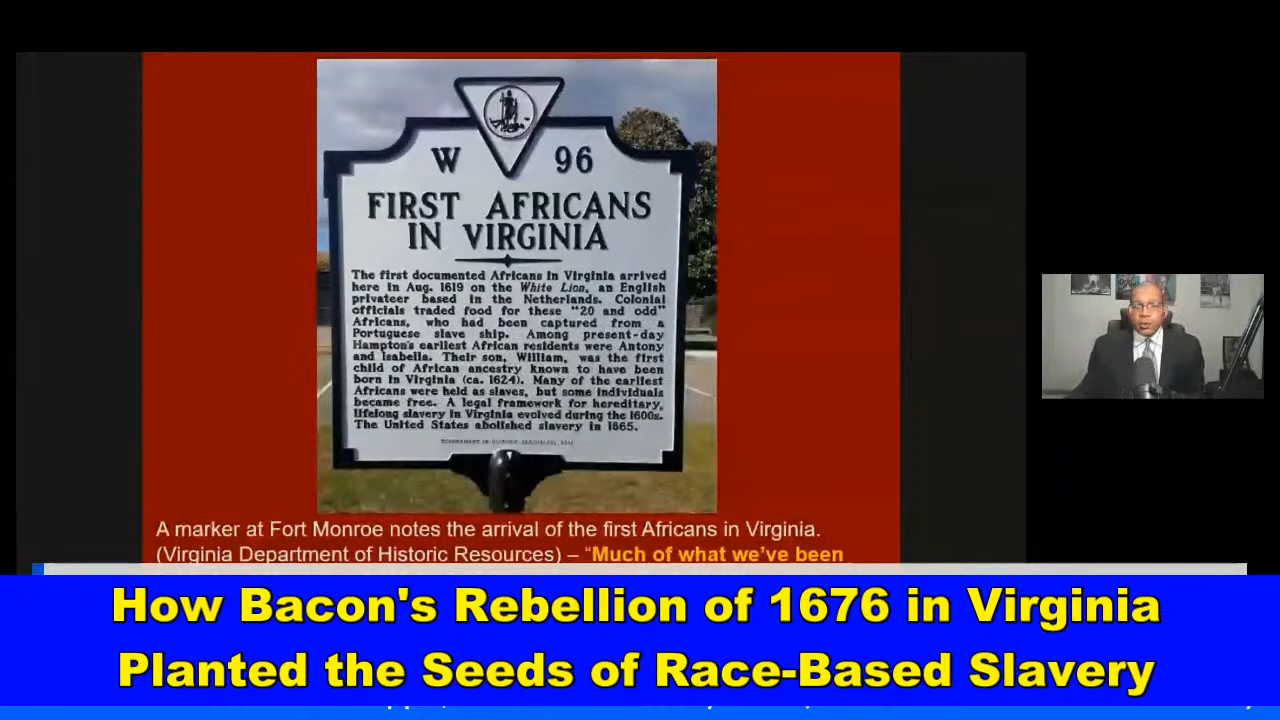 W 96
FIRST AFRICANS
IN VIRGINIA
The first documented Africans in Virginia arrived
here in Aug. 1619 on the White Lion, an English
privateer based in the Netherlands. Colonial
officials traded food for these "20 and odd"
Africans, who had been captured from a
Portuguese slave ship. Among present-day
Hampton's earliest African residents were Antony
and Isabella. Their son, William, was the first
child of African ancestry known to have been
born in Virginia (ca. 1624). Many of the earliest
Africans were held as slaves, but some individuals
became free. A legal framework for hereditary,
lifelong slavery in Virginia evolved during the 1600s.
The United States abolished slavery in 1865.
A marker at Fort Monroe notes the arrival of the first Africans in Virginia.
(Virginia Department of Historic Resources) – “Much of what we’ve been
How Bacon's Rebellion of 1676 in Virginia
Planted the Seeds of Race-Based Slavery